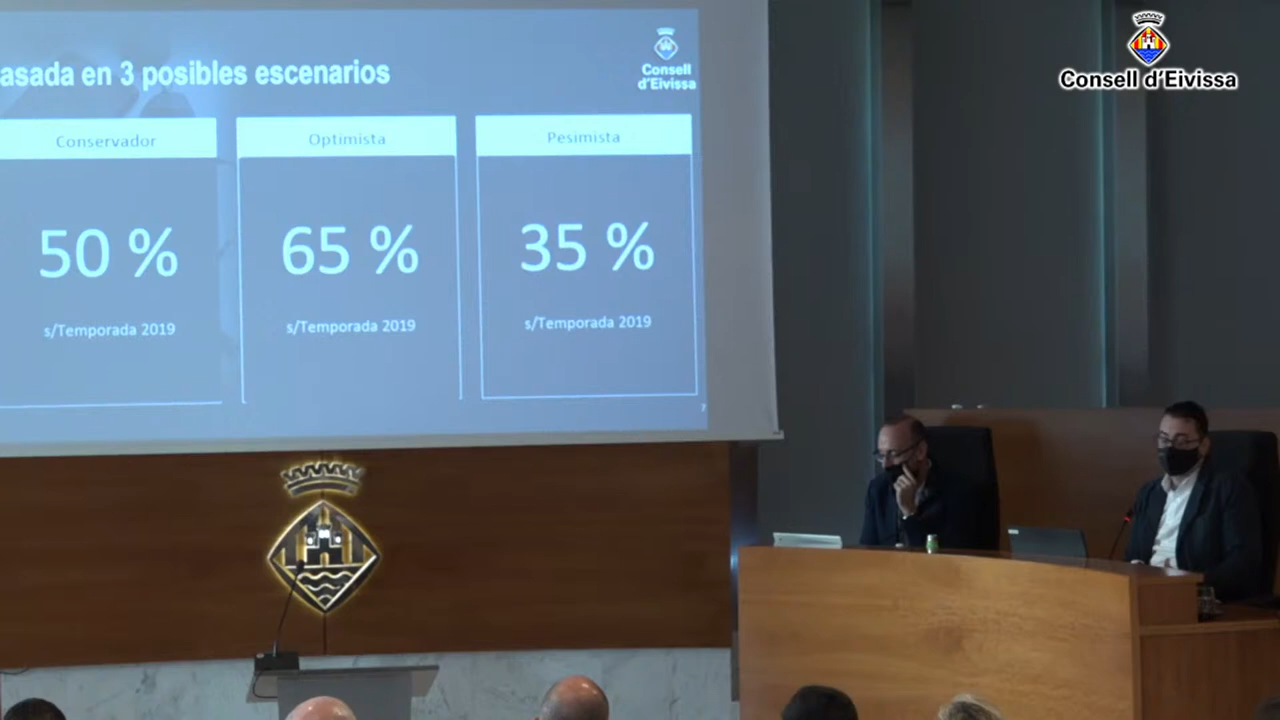 asada en 3 posibles escenarios
Consell
d'Eivissa
Consell d'Eivissa
Conservador
Optimista
Pesimista
50 %
65 %
35 %
s/Temporada 2019
s/Temporada 2019
s/Temporada 2019
7